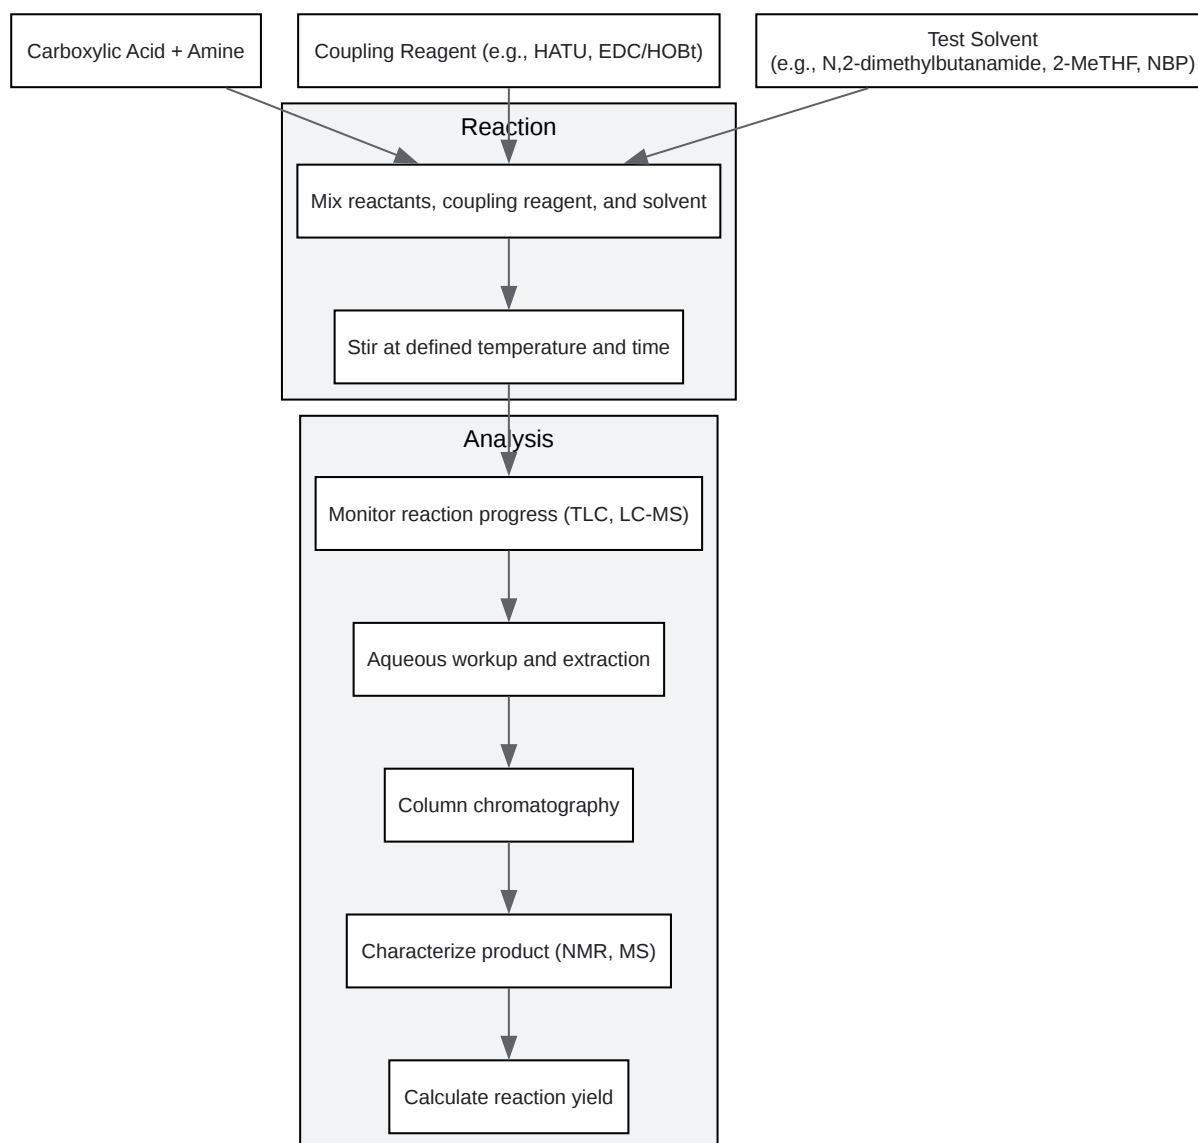 Carboxylic Acid + Amine
Coupling Reagent (e.g., HATU, EDC/HOBt)
Test Solvent
(e.g., N,2-dimethylbutanamide, 2-MeTHF, NBP)
Reaction
Mix reactants, coupling reagent, and solvent
Stir at defined temperature and time
Analysis
Monitor reaction progress (TLC, LC-MS)
Aqueous workup and extraction
Column chromatography
Characterize product (NMR, MS)
Calculate reaction yield